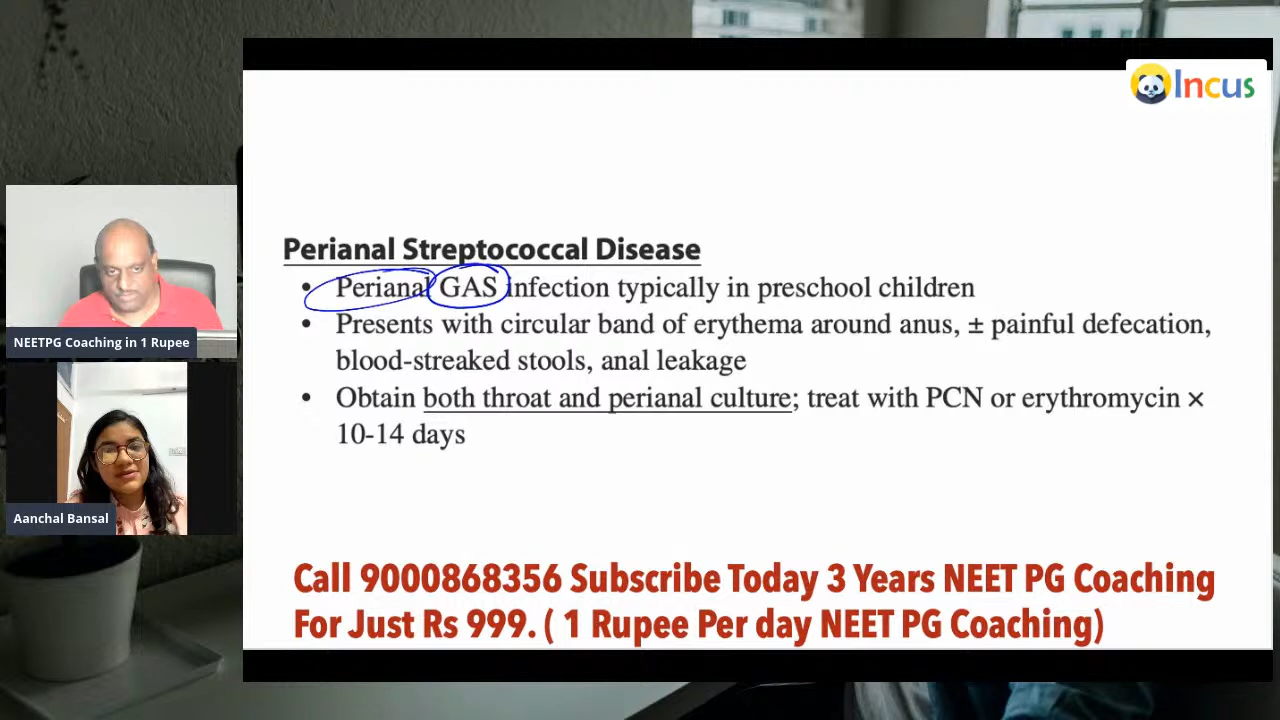 Incus
Perianal Streptococcal Disease
• Perianal GAS infection typically in preschool children
• Presents with circular band of erythema around anus, ± painful defecation,
blood-streaked stools, anal leakage
• Obtain both throat and perianal culture; treat with PCN or erythromycin ×
10-14 days
NEETPG Coaching in 1 Rupee
Aanchal Bansal
Call 9000868356 Subscribe Today 3 Years NEET PG Coaching
For Just Rs 999. ( 1 Rupee Per day NEET PG Coaching)